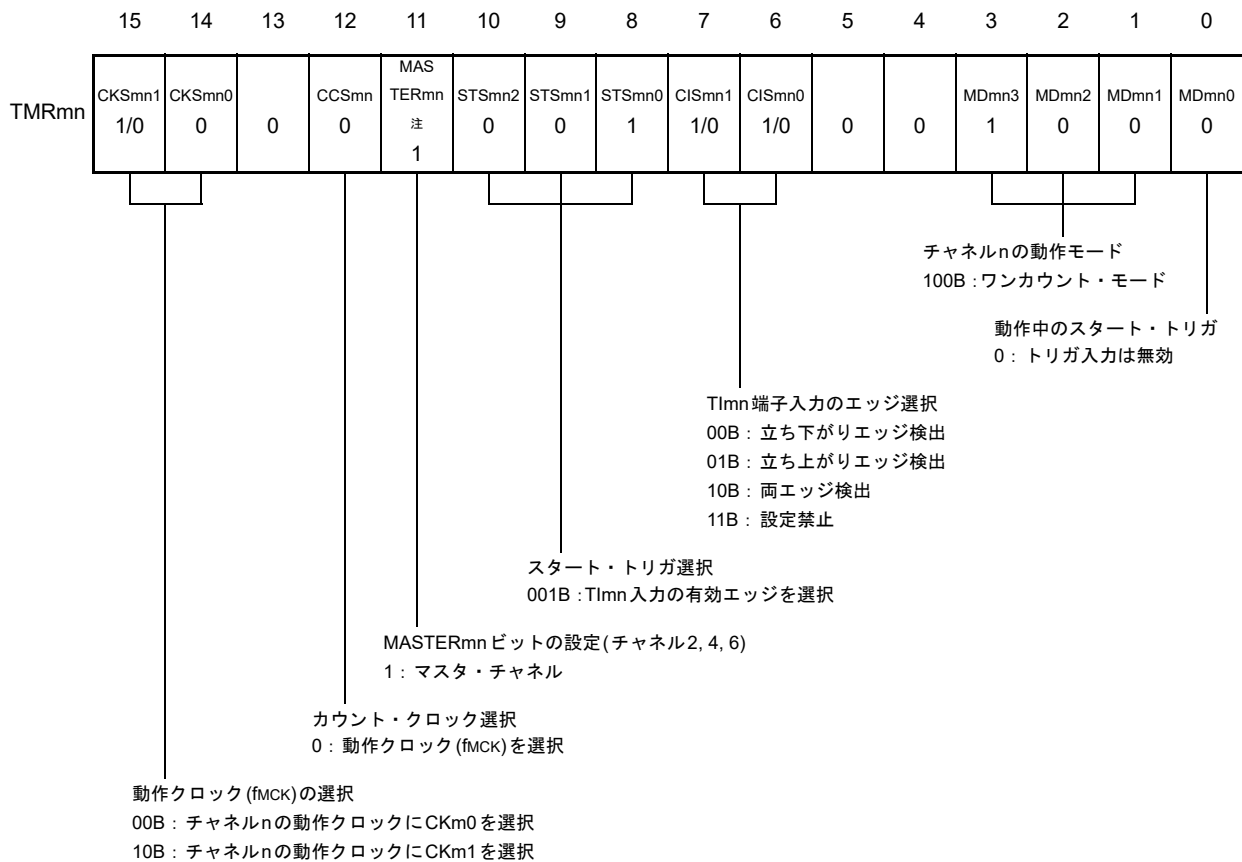 15 14 13 12 11 10 9 8 7 6 5 4 3 2 1 0
TMRmn
CKSmn1 1/0
CKSmn0 0
0
CCSmn 0
MAS
TERmn
注
1
STSmn2 0
STSmn1 0
STSmn0 1
CISmn1 1/0
CISmn0 1/0
0
0
MDmn3 1
MDmn2 0
MDmn1 0
MDmn0 0
チャネルnの動作モード
100B：ワンカウント・モード
動作中のスタート・トリガ
0：トリガ入力は無効
TImn端子入力のエッジ選択
00B：立ち下がりエッジ検出
01B：立ち上がりエッジ検出
10B：両エッジ検出
11B：設定禁止
スタート・トリガ選択
001B：TImn入力の有効エッジを選択
MASTERmnビットの設定(チャネル2, 4, 6)
1：マスタ・チャネル
カウント・クロック選択
0：動作クロック(fMCK)を選択
動作クロック(fMCK)の選択
00B：チャネルnの動作クロックにCKm0を選択
10B：チャネルnの動作クロックにCKm1を選択